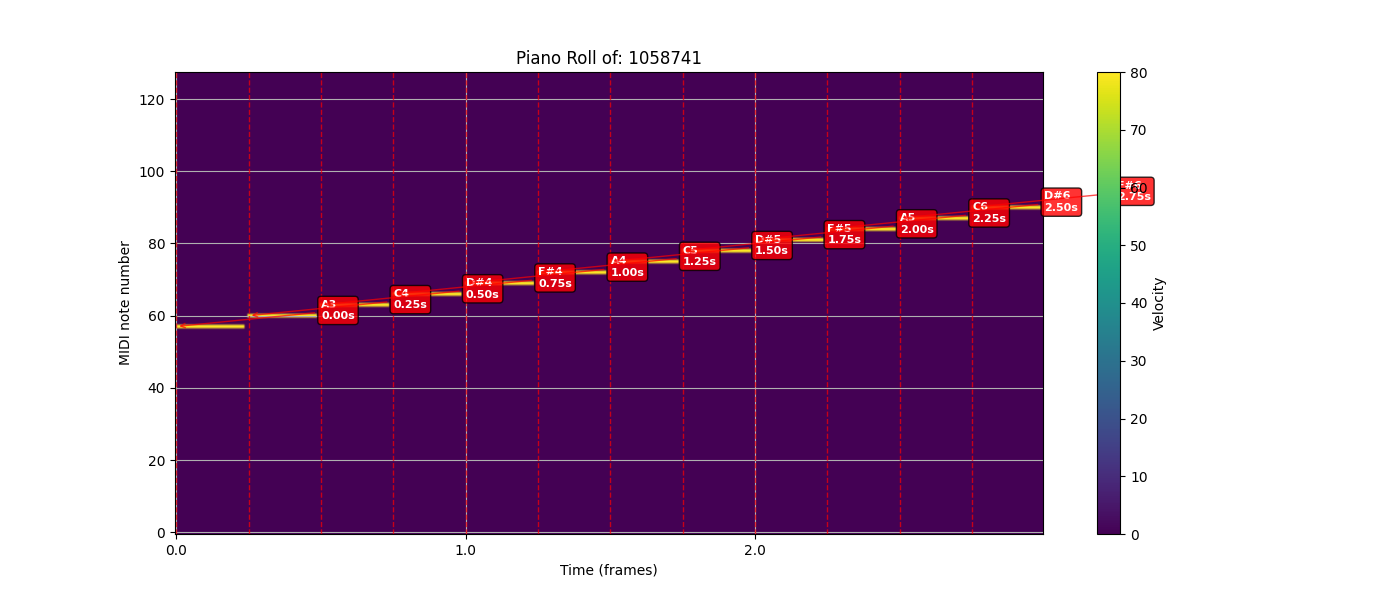 Piano Roll of: 1058741
MIDI note number
120
100
80
60
40
20
0
0.0
1.0
2.0
Time (frames)
A3
0.00s
C4
0.25s
D#4
0.50s
F#4
0.75s
A4
1.00s
C5
1.25s
D#5
1.50s
F#5
1.75s
A5
2.00s
C6
2.25s
D#6
2.50s
F#6
2.75s
80
70
60
50
40
30
20
10
0
Velocity